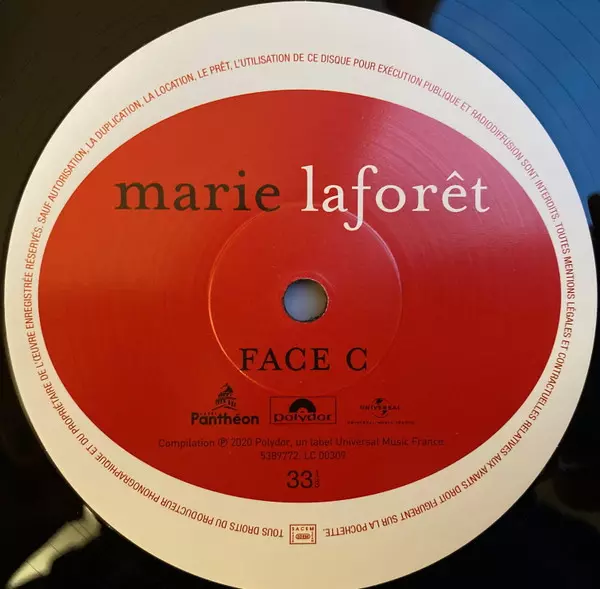 TOUS DROITS DU PRODUCTEUR PHONOGRAPHIQUE ET DU PROPRIÉTAIRE DE L'ŒUVRE ENREGISTRÉE RÉSERVÉS. SAUF AUTORISATION, LA DUPLICATION, LA LOCATION, LE PRÊT, L'UTILISATION DE CE DISQUE POUR EXÉCUTION PUBLIQUE ET RADIODIFFUSION SONT INTERDITS. TOUTES MENTIONS LÉGALES ET CONTRACTUELLES RELATIVES AUX AYANTS DROIT FIGURENT SUR LA POCHETTE.
marie laforêt
FACE C
Panthéon
Polydor
UNIVERSAL
UNIVERSAL MUSIC FRANCE
Compilation ℗ 2020 Polydor, un label Universal Music France.
5389772. LC 00309
33
SACEM